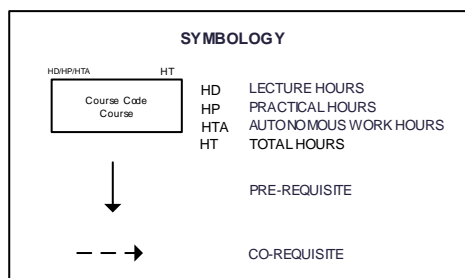 SYMBOLOGY
HD/HP/HTA HT
Course Code
Course
HD LECTURE HOURS
HP PRACTICAL HOURS
HTA AUTONOMOUS WORK HOURS
HT TOTAL HOURS
PRE-REQUISITE
CO-REQUISITE